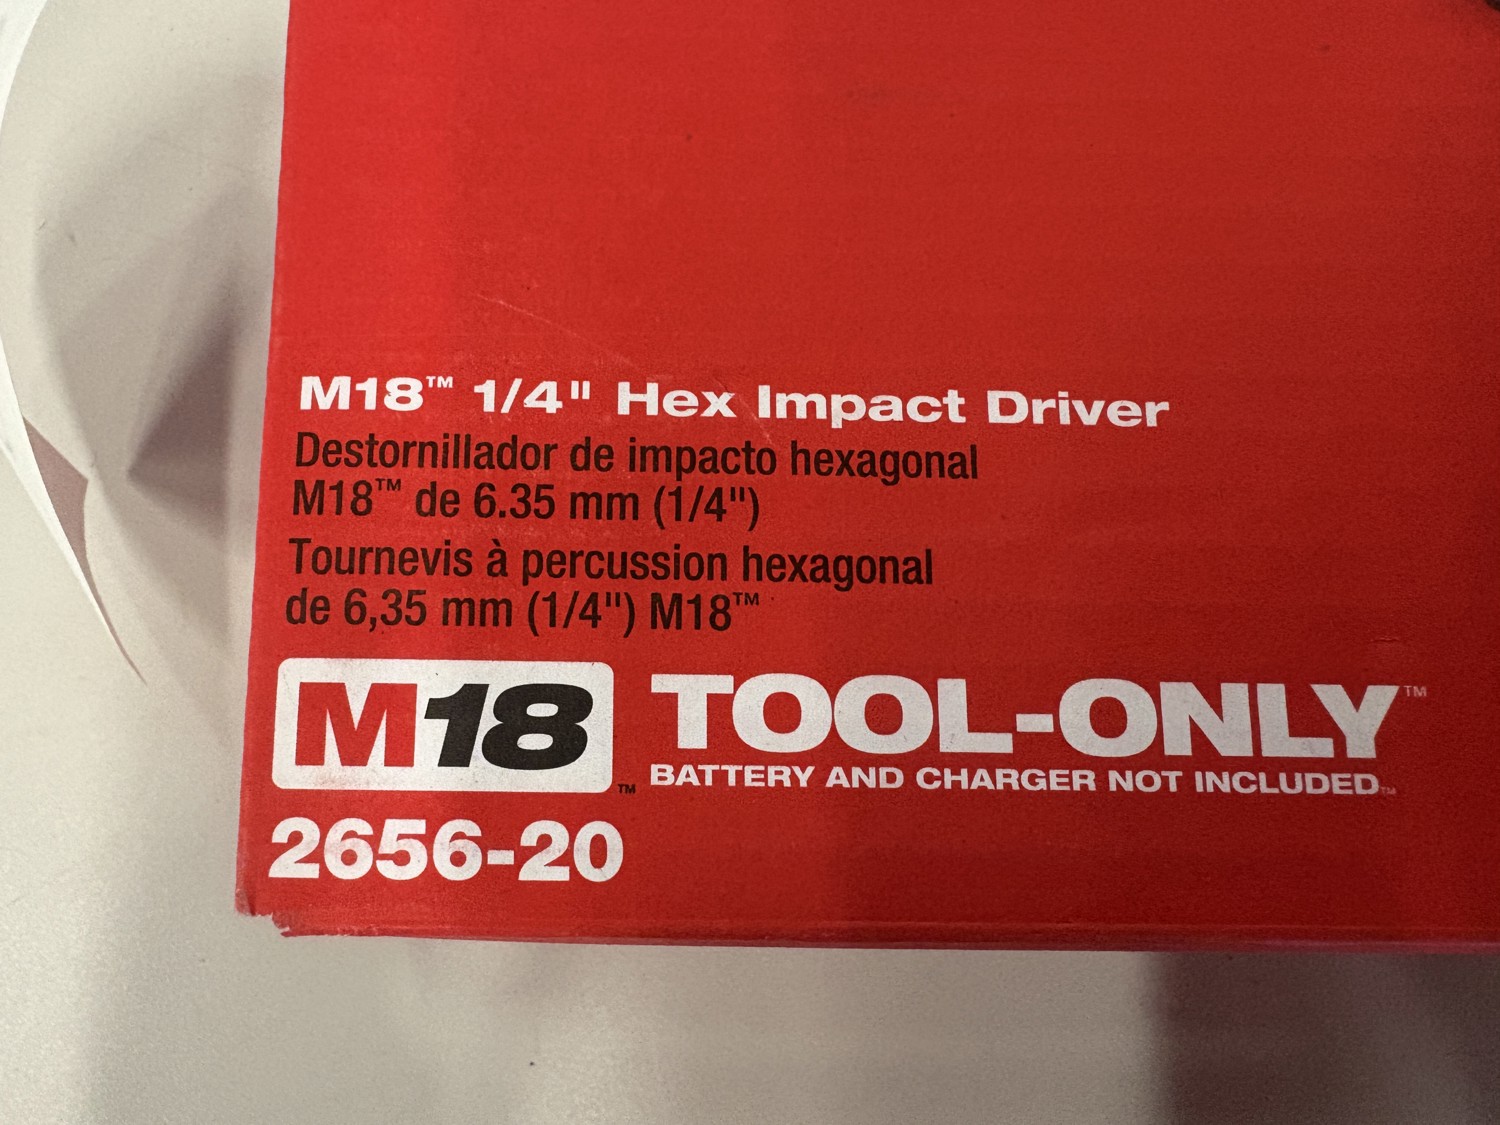 M18™ 1/4" Hex Impact Driver
Destornillador de impacto hexagonal
M18™ de 6.35 mm (1/4")
Tournevis à percussion hexagonal
de 6,35 mm (1/4") M18™
M18™ TOOL-ONLY™
BATTERY AND CHARGER NOT INCLUDED™
2656-20